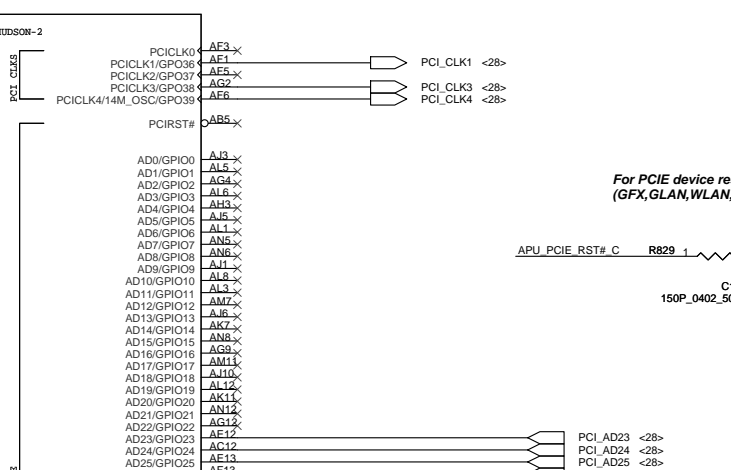 HUDSON-2
PCI CLKS
PCICLK0 AF3
PCICLK1/GPO36 AF1 PCI_CLK1 <28>
PCICLK2/GPO37 AF5
PCICLK3/GPO38 AG2 PCI_CLK3 <28>
PCICLK4/14M_OSC/GPO39 AF6 PCI_CLK4 <28>
PCIRST# AB5
AD0/GPIO0 AJ3
AD1/GPIO1 AL5
AD2/GPIO2 AG4
AD3/GPIO3 AL6
AD4/GPIO4 AH3
AD5/GPIO5 AJ5
AD6/GPIO6 AL1
AD7/GPIO7 AN5
AD8/GPIO8 AN6
AD9/GPIO9 AJ1
AD10/GPIO10 AL8
AD11/GPIO11 AL3
AD12/GPIO12 AM7
AD13/GPIO13 AJ6
AD14/GPIO14 AK7
AD15/GPIO15 AN8
AD16/GPIO16 AG9
AD17/GPIO17 AM11
AD18/GPIO18 AJ10
AD19/GPIO19 AL12
AD20/GPIO20 AK11
AD21/GPIO21 AN12
AD22/GPIO22 AG12
AD23/GPIO23 AE12 PCI_AD23 <28>
AD24/GPIO24 AC12 PCI_AD24 <28>
AD25/GPIO25 AE13 PCI_AD25 <28>
AF13
For PCIE device re
(GFX,GLAN,WLAN,
APU_PCIE_RST#_C R829 1
C1
150P_0402_50